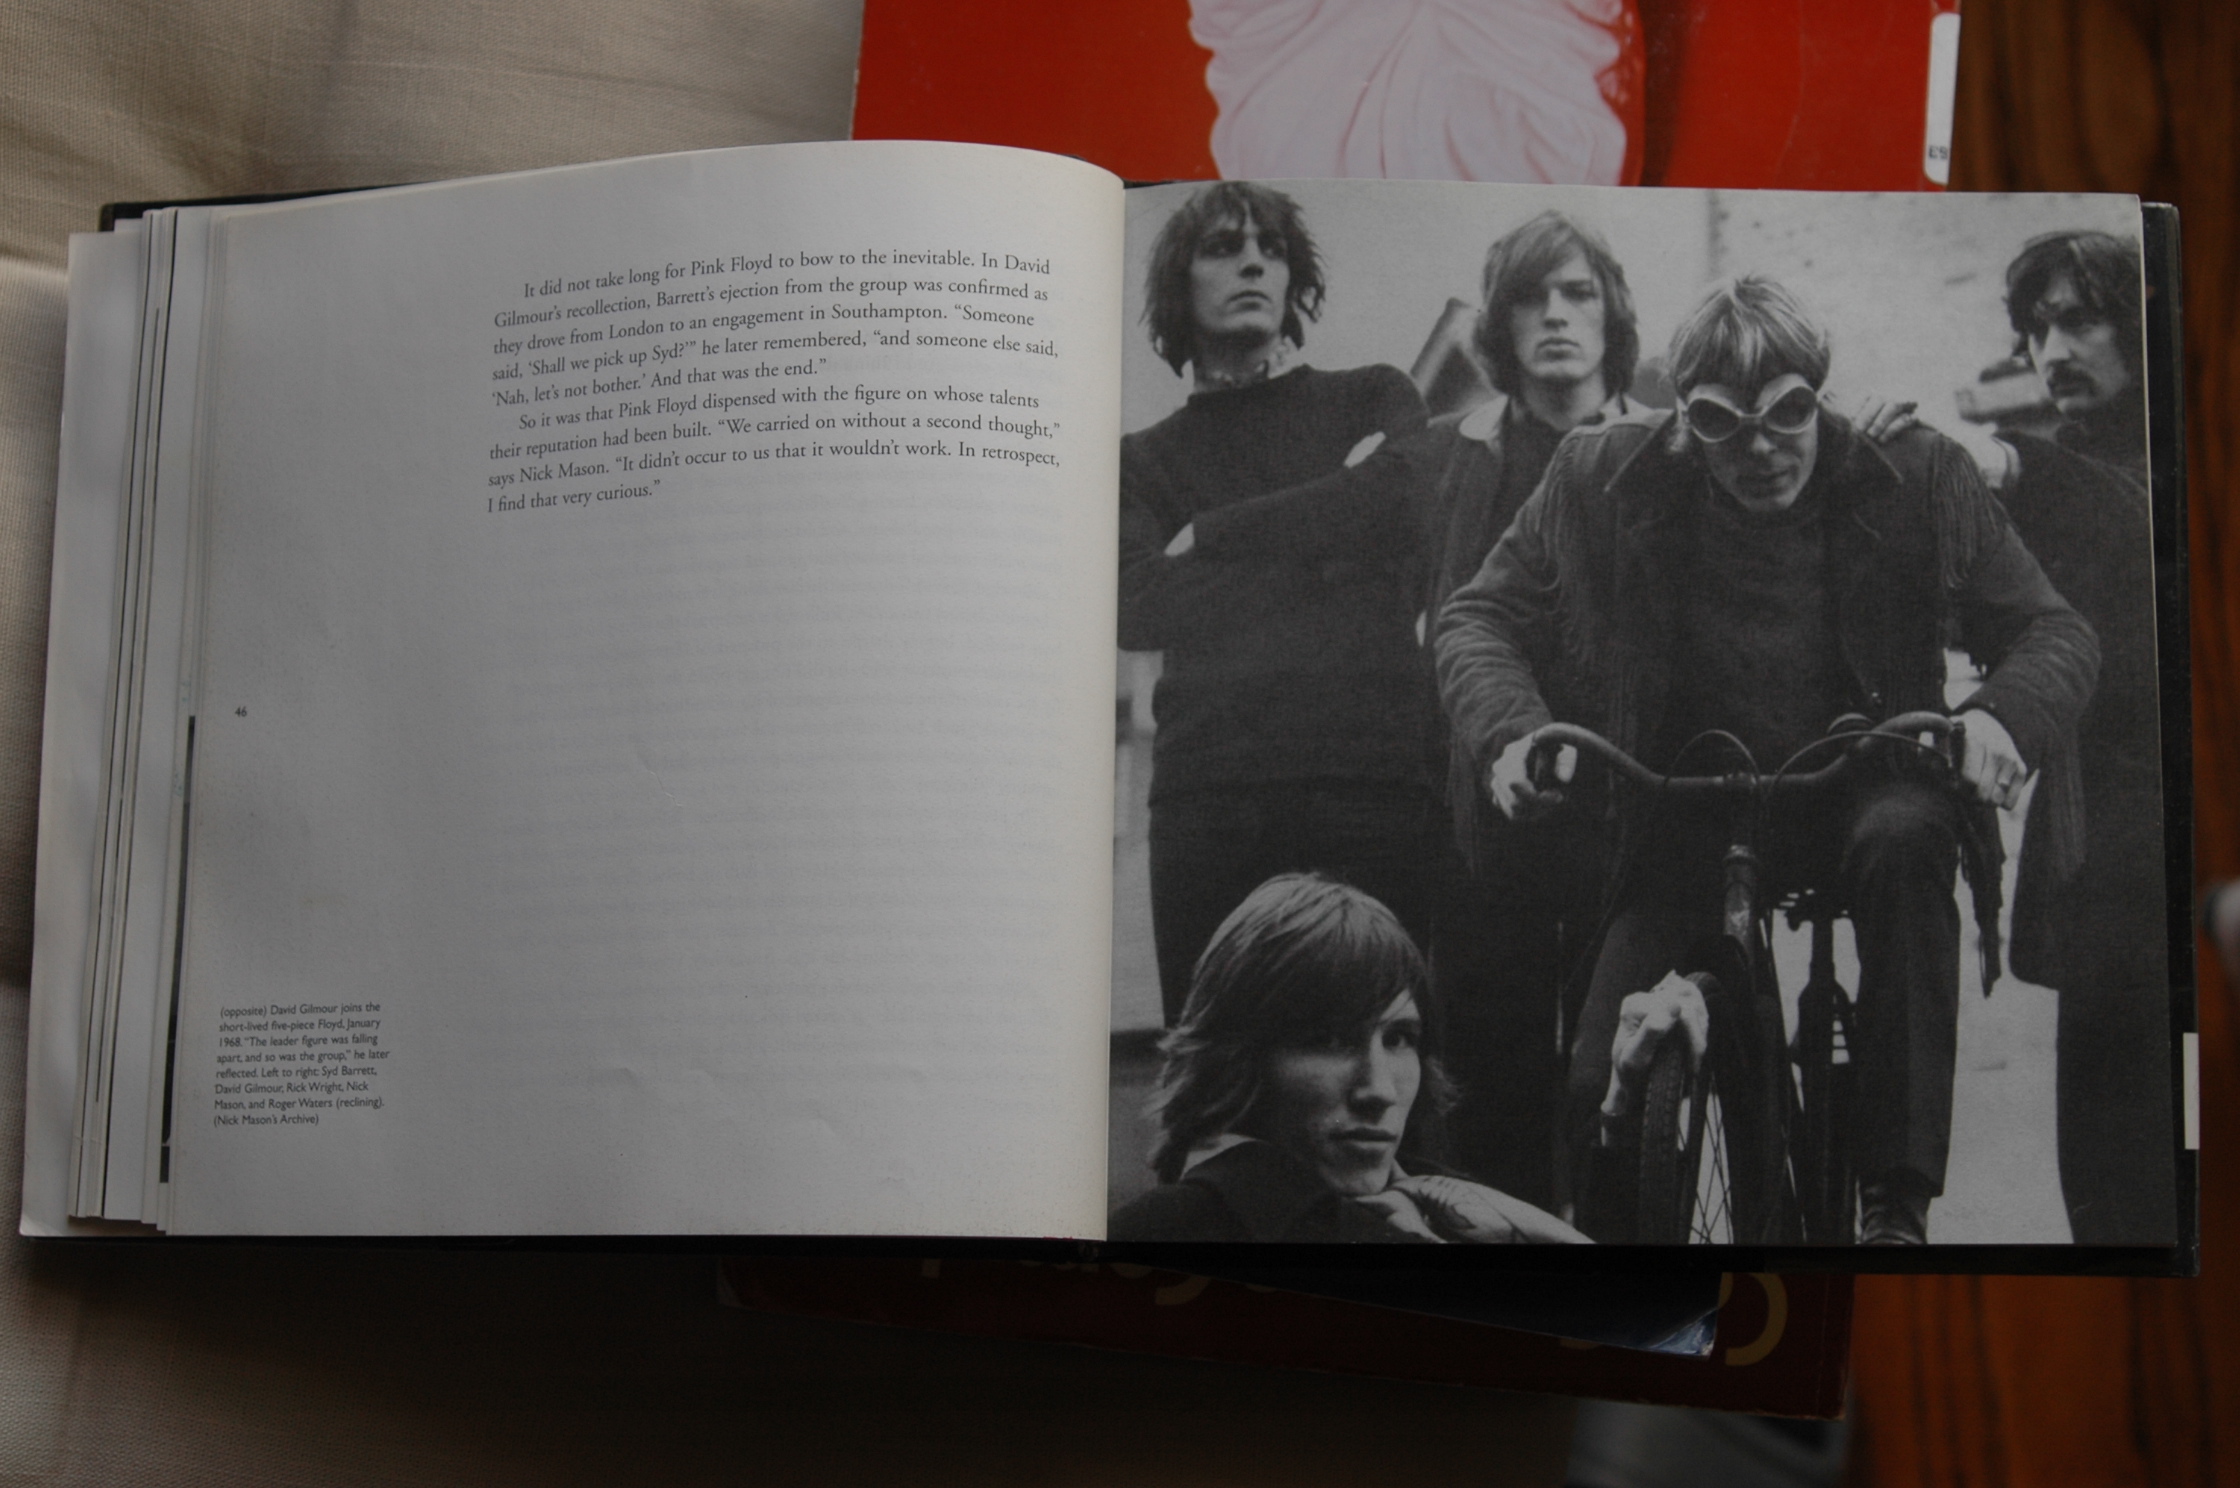 It did not take long for Pink Floyd to bow to the inevitable. In David
Gilmour's recollection, Barrett's ejection from the group was confirmed as
they drove from London to an engagement in Southampton. “Someone
said, ‘Shall we pick up Syd?’” he later remembered, “and someone else said,
‘Nah, let's not bother.’ And that was the end.”
So it was that Pink Floyd dispensed with the figure on whose talents
their reputation had been built. “We carried on without a second thought,”
says Nick Mason. “It didn't occur to us that it wouldn't work. In retrospect,
I find that very curious.”
46
(opposite) David Gilmour joins the
short-lived five-piece Floyd, January
1968. “The leader figure was falling
apart, and so was the group,” he later
reflected. Left to right: Syd Barrett,
David Gilmour, Rick Wright, Nick
Mason, and Roger Waters (reclining).
(Nick Mason's Archive)